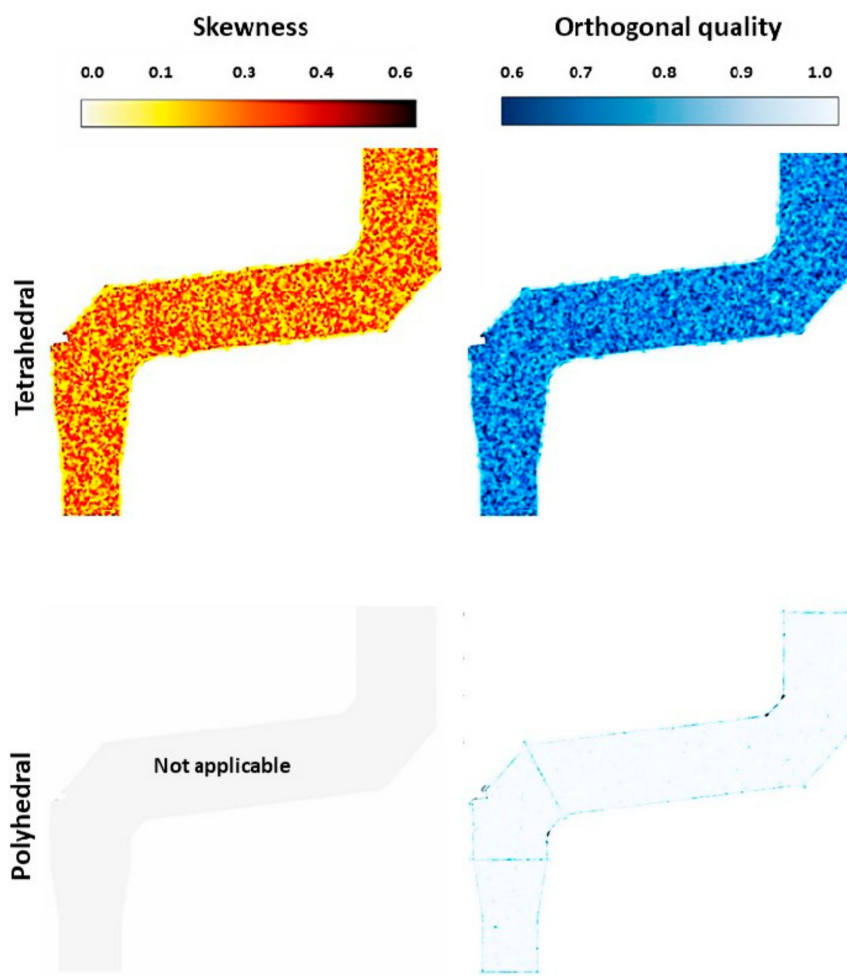 Skewness
Orthogonal quality
0.0 0.1 0.3 0.4 0.6
0.6 0.7 0.8 0.9 1.0
Tetrahedral
Polyhedral
Not applicable